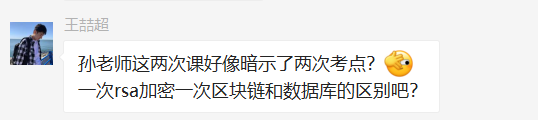 王喆超
孙老师这两次课好像暗示了两次考点？
一次rsa加密一次区块链和数据库的区别吧？